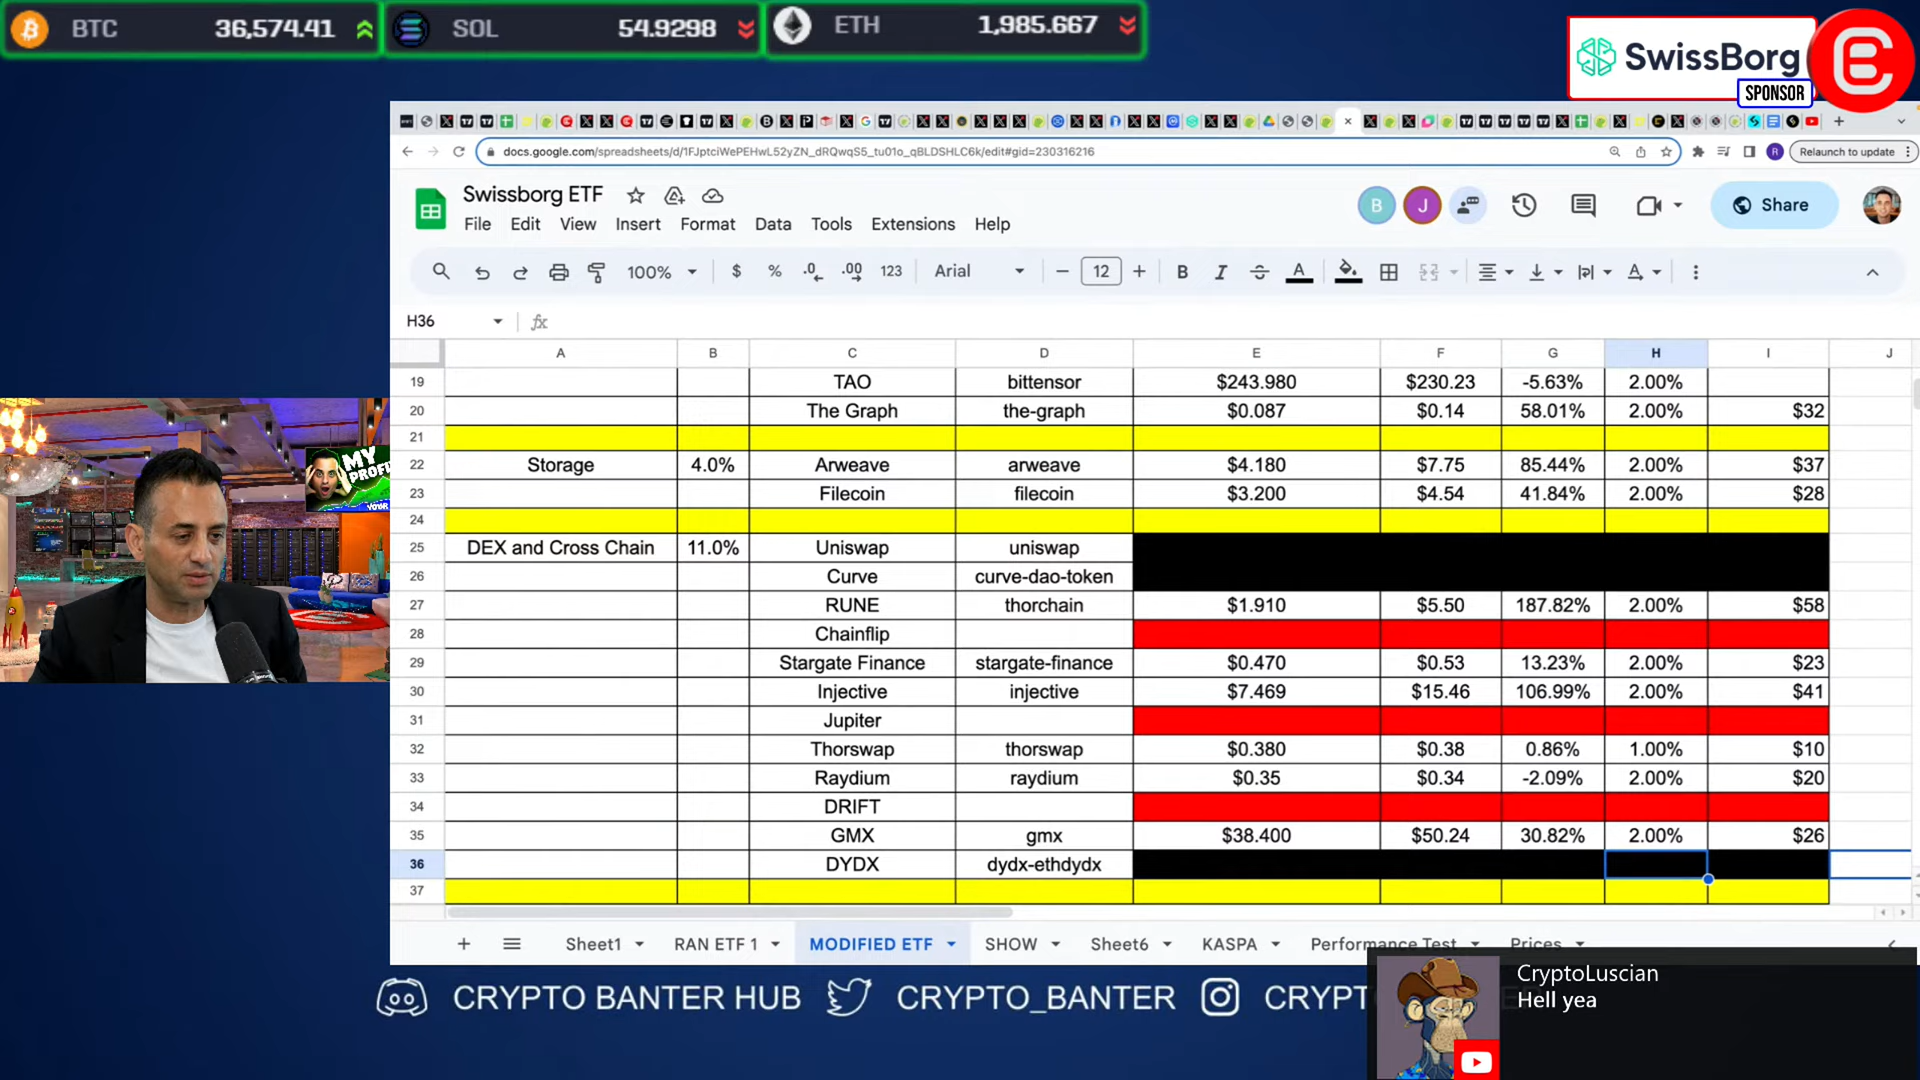 BTC 36,574.41 SOL 54.9298 ETH 1,985.667
SwissBorg
SPONSOR
docs.google.com/spreadsheets/d/1FJptciWePEHwL52yZN_dRQwqS5_tu01o_qBLDSHLC6k/edit#gid=230316216
Relaunch to update
Swissborg ETF
B J
Share
File Edit View Insert Format Data Tools Extensions Help
100% $ % .0 .00 123 Arial 12 B I A A
H36 fx
A B C D E F G H I J
19 TAO bittensor $243.980 $230.23 -5.63% 2.00%
20 The Graph the-graph $0.087 $0.14 58.01% 2.00% $32
21
22 Storage 4.0% Arweave arweave $4.180 $7.75 85.44% 2.00% $37
23 Filecoin filecoin $3.200 $4.54 41.84% 2.00% $28
24
25 DEX and Cross Chain 11.0% Uniswap uniswap
26 Curve curve-dao-token
27 RUNE thorchain $1.910 $5.50 187.82% 2.00% $58
28 Chainflip
29 Stargate Finance stargate-finance $0.470 $0.53 13.23% 2.00% $23
30 Injective injective $7.469 $15.46 106.99% 2.00% $41
31 Jupiter
32 Thorswap thorswap $0.380 $0.38 0.86% 1.00% $10
33 Raydium raydium $0.35 $0.34 -2.09% 2.00% $20
34 DRIFT
35 GMX gmx $38.400 $50.24 30.82% 2.00% $26
36 DYDX dydx-ethdydx
37
Sheet1 RAN ETF 1 MODIFIED ETF SHOW Sheet6 KASPA Performance Test Prices
MY
YOUR
CRYPTO BANTER HUB CRYPTO_BANTER
CryptoLuscian
Hell yea